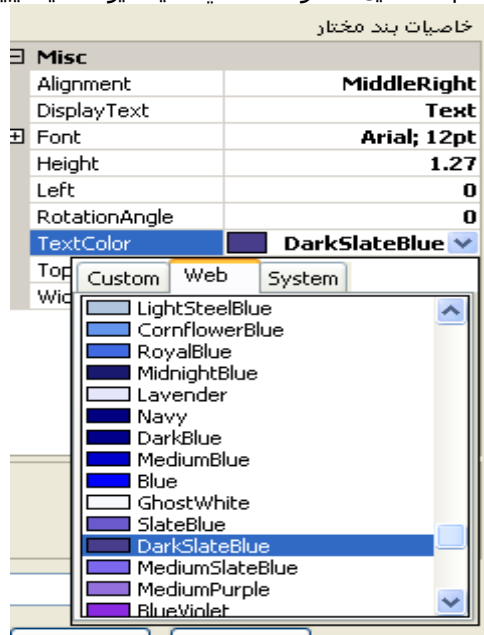 خاصیات بند مختار
Misc
Alignment MiddleRight
DisplayText Text
Font Arial; 12pt
Height 1.27
Left 0
RotationAngle 0
TextColor DarkSlateBlue
Top
Custom Web System
LightSteelBlue
CornflowerBlue
RoyalBlue
MidnightBlue
Lavender
Navy
DarkBlue
MediumBlue
Blue
GhostWhite
SlateBlue
DarkSlateBlue
MediumSlateBlue
MediumPurple
BlueViolet